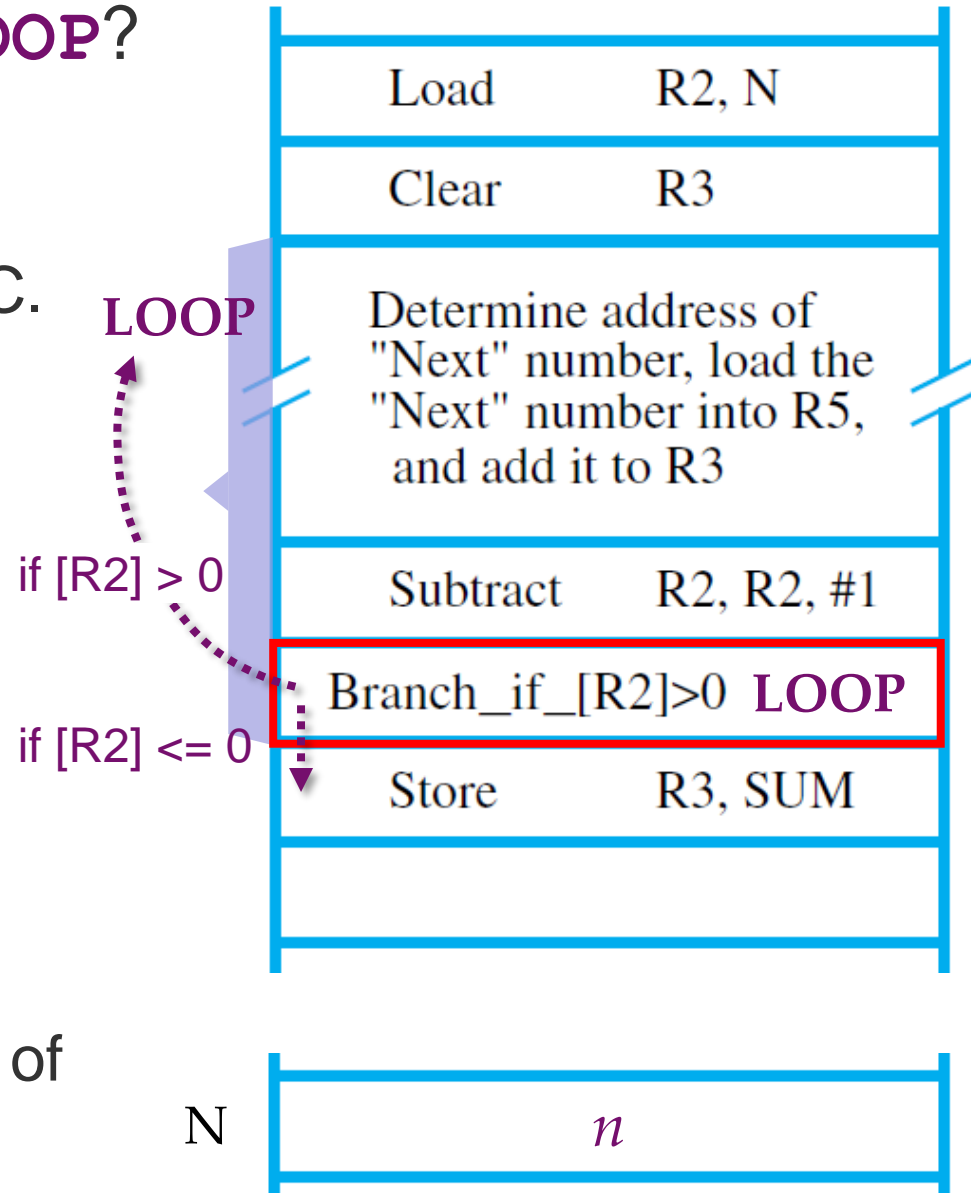 LOOP?
Load R2, N
Clear R3
C.
LOOP
Determine address of
"Next" number, load the
"Next" number into R5,
and add it to R3
if [R2] > 0
Subtract R2, R2, #1
Branch_if_[R2]>0 LOOP
if [R2] <= 0
Store R3, SUM
of
N n